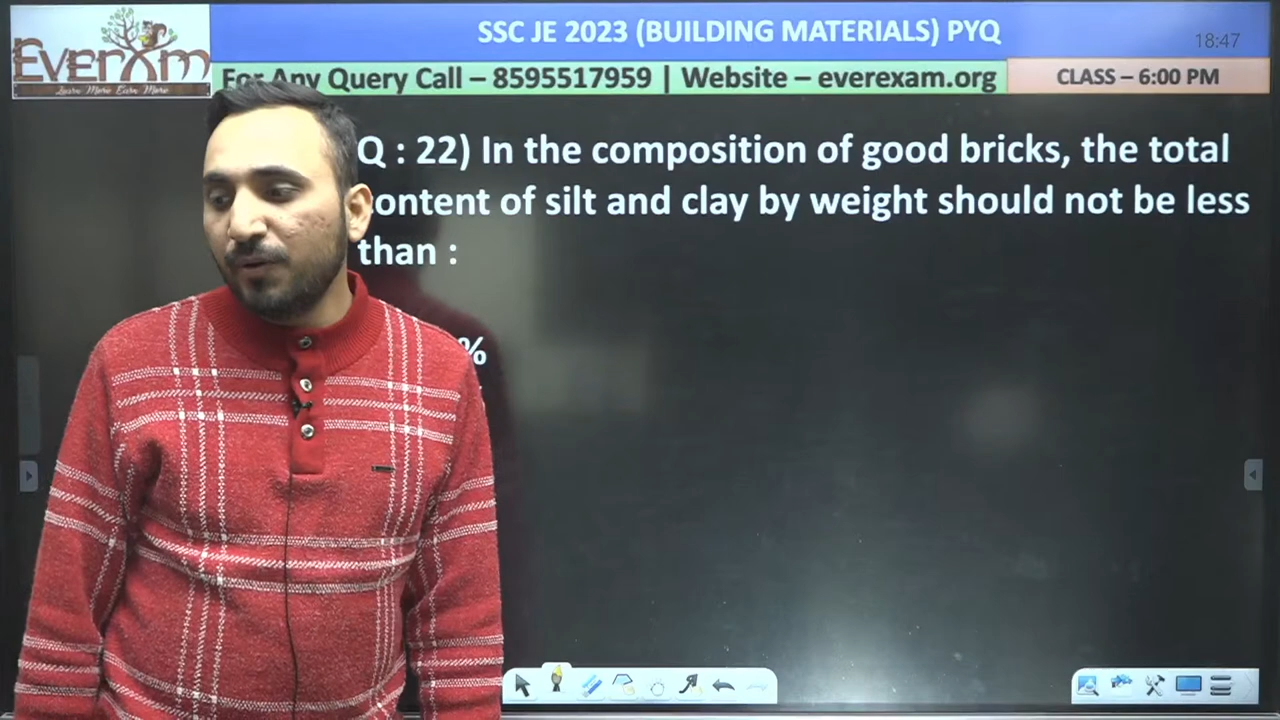 EVEREXAM
Learn More Earn More
SSC JE 2023 (BUILDING MATERIALS) PYQ
18:47
For Any Query Call – 8595517959 | Website – everexam.org
CLASS – 6:00 PM
Q : 22) In the composition of good bricks, the total
content of silt and clay by weight should not be less
than :
%